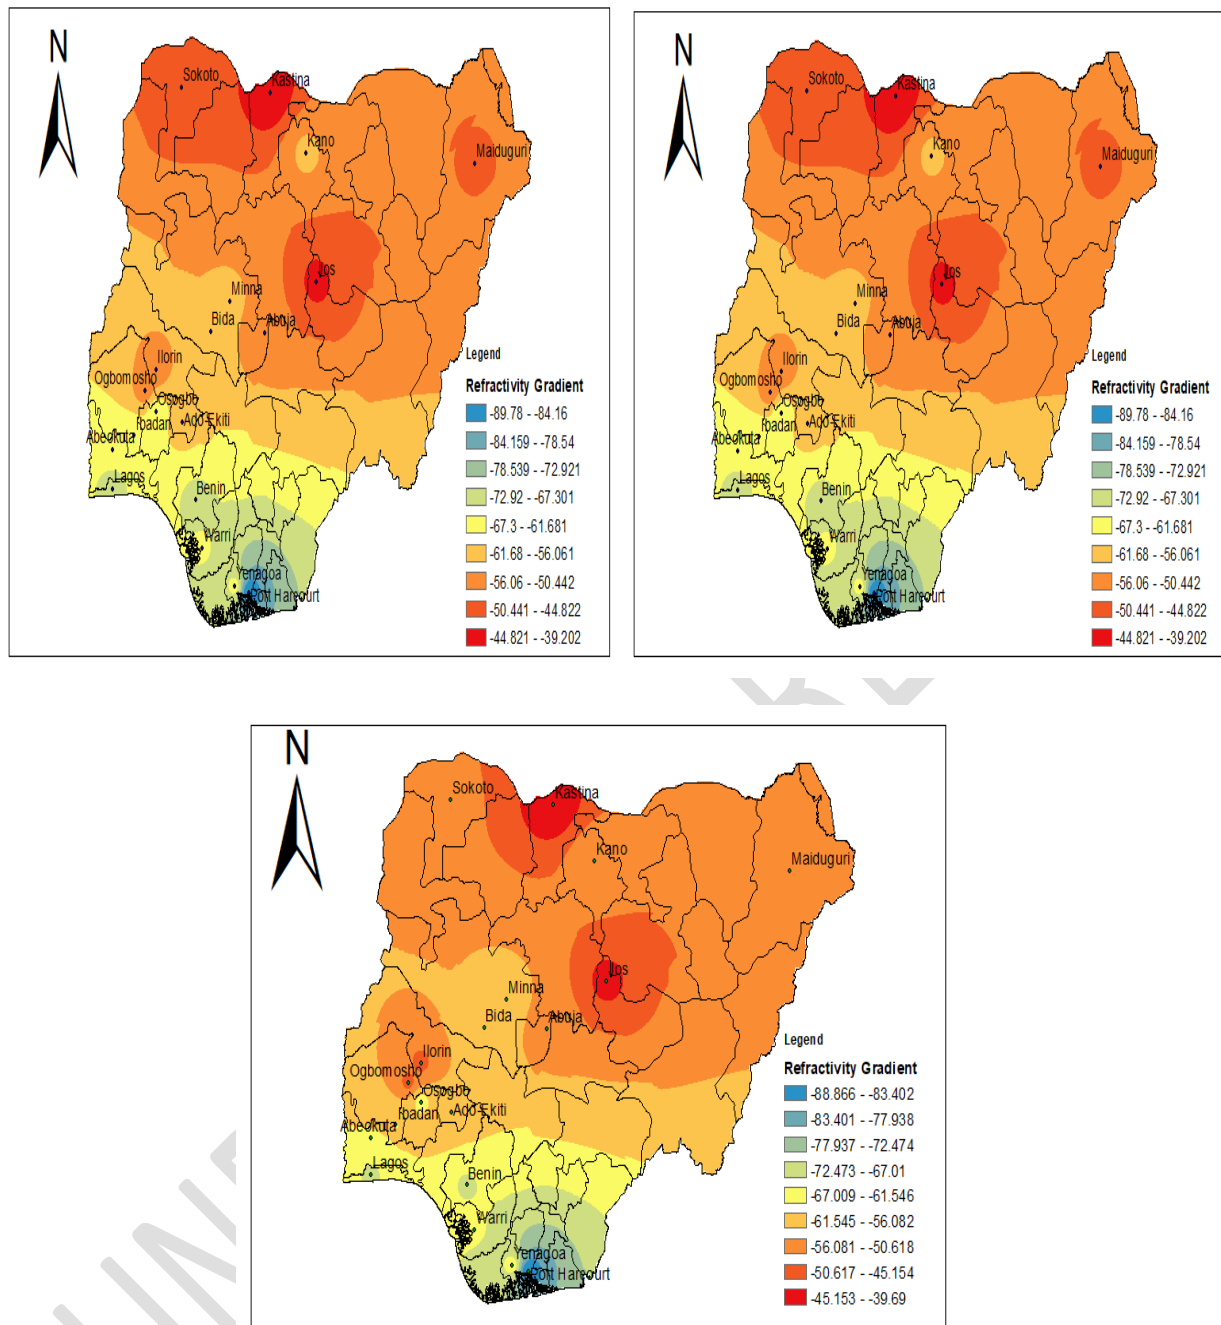 N
Sokoto
Kastina
Kano
Maiduguri
Jos
Minna
Bida
Abuja
Ilorin
Ogbomosho
Osogbo
Ibadan
Ado-Ekiti
Abeokuta
Lagos
Benin
Warri
Yenagoa
Port Harcourt
Legend
Refractivity Gradient
-89.78 - -84.16
-84.159 - -78.54
-78.539 - -72.921
-72.92 - -67.301
-67.3 - -61.681
-61.68 - -56.061
-56.06 - -50.442
-50.441 - -44.822
-44.821 - -39.202
N
Sokoto
Kastina
Kano
Maiduguri
Jos
Minna
Bida
Abuja
Ilorin
Ogbomosho
Osogbo
Ibadan
Ado-Ekiti
Abeokuta
Lagos
Benin
Warri
Yenagoa
Port Harcourt
Legend
Refractivity Gradient
-89.78 - -84.16
-84.159 - -78.54
-78.539 - -72.921
-72.92 - -67.301
-67.3 - -61.681
-61.68 - -56.061
-56.06 - -50.442
-50.441 - -44.822
-44.821 - -39.202
N
Sokoto
Kastina
Kano
Maiduguri
Jos
Minna
Bida
Abuja
Ilorin
Ogbomosho
Osogbo
Ibadan
Ado-Ekiti
Abeokuta
Lagos
Benin
Warri
Yenagoa
Port Harcourt
Legend
Refractivity Gradient
-88.866 - -83.402
-83.401 - -77.938
-77.937 - -72.474
-72.473 - -67.01
-67.009 - -61.546
-61.545 - -56.082
-56.081 - -50.618
-50.617 - -45.154
-45.153 - -39.69